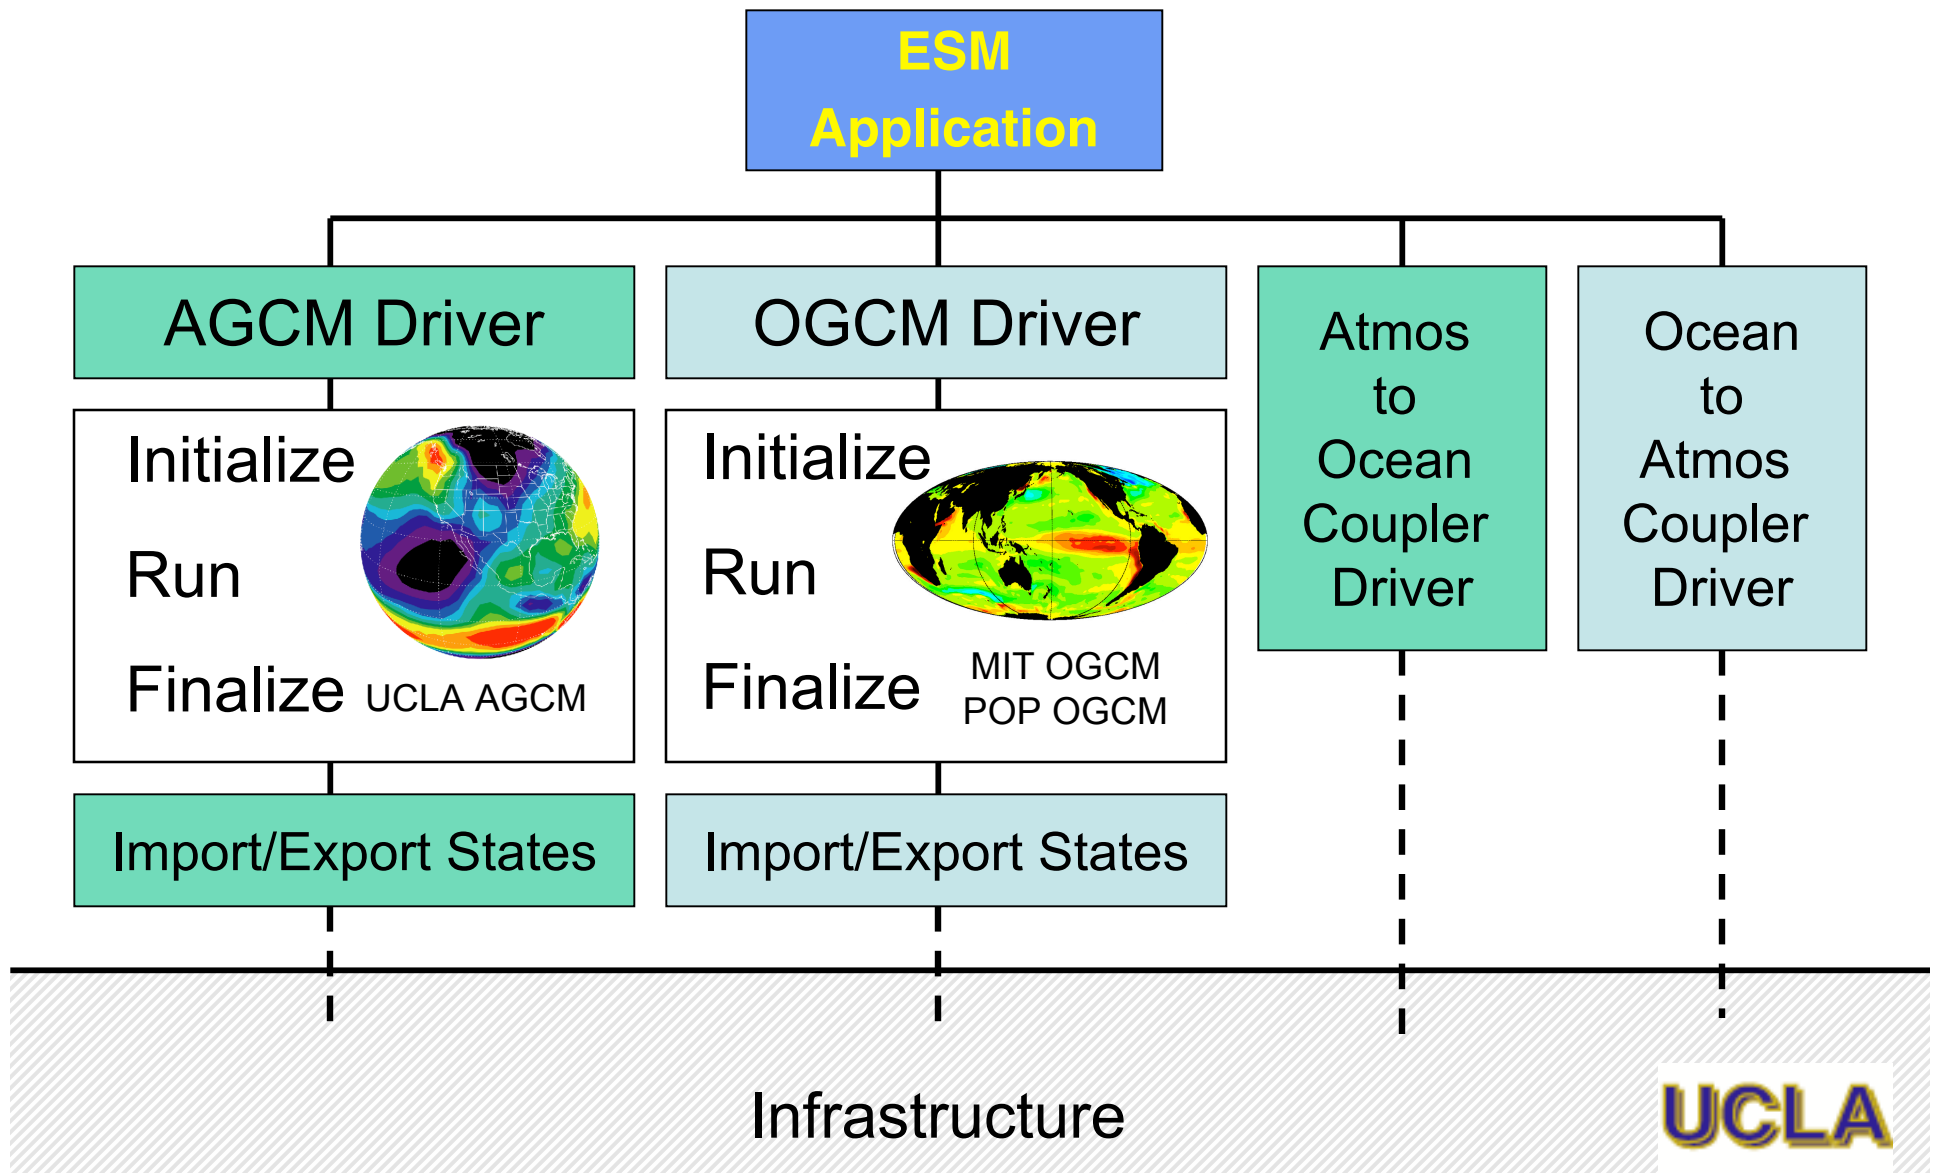 ESM
Application
AGCM Driver
Initialize
Run
Finalize
UCLA AGCM
Import/Export States
OGCM Driver
Initialize
Run
Finalize
MIT OGCM
POP OGCM
Import/Export States
Atmos
to
Ocean
Coupler
Driver
Ocean
to
Atmos
Coupler
Driver
Infrastructure
UCLA